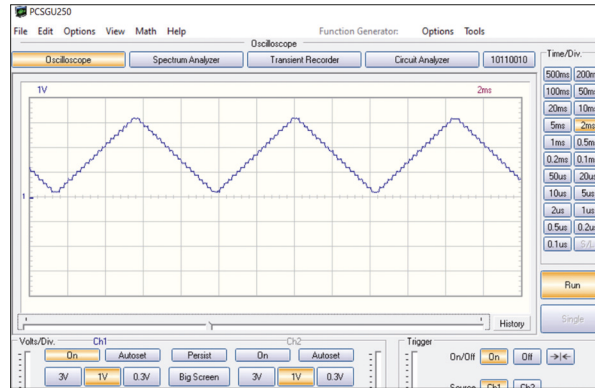 PCSGU250
File Edit Options View Math Help Function Generator: Options Tools
Oscilloscope
Oscilloscope Spectrum Analyzer Transient Recorder Circuit Analyzer 10110010
Time/Div.
1V 2ms
500ms 200m
100ms 50ms
20ms 10ms
5ms 2ms
1ms 0.5m
0.2ms 0.1m
50us 20us
10us 5us
2us 1us
0.5us 0.2u
0.1us
1
Run
Single
History
Volts/Div. Ch1 Ch2 Trigger
On Autoset Persist On Autoset On/Off On Off
3V 1V 0.3V Big Screen 3V 1V 0.3V
Source Ch1 Ch2